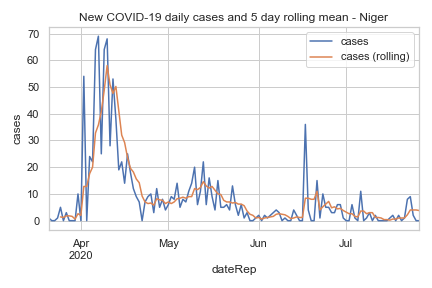 New COVID-19 daily cases and 5 day rolling mean - Niger
cases
cases (rolling)
70
60
50
40
30
20
10
0
cases
Apr
2020
May
Jun
Jul
dateRep